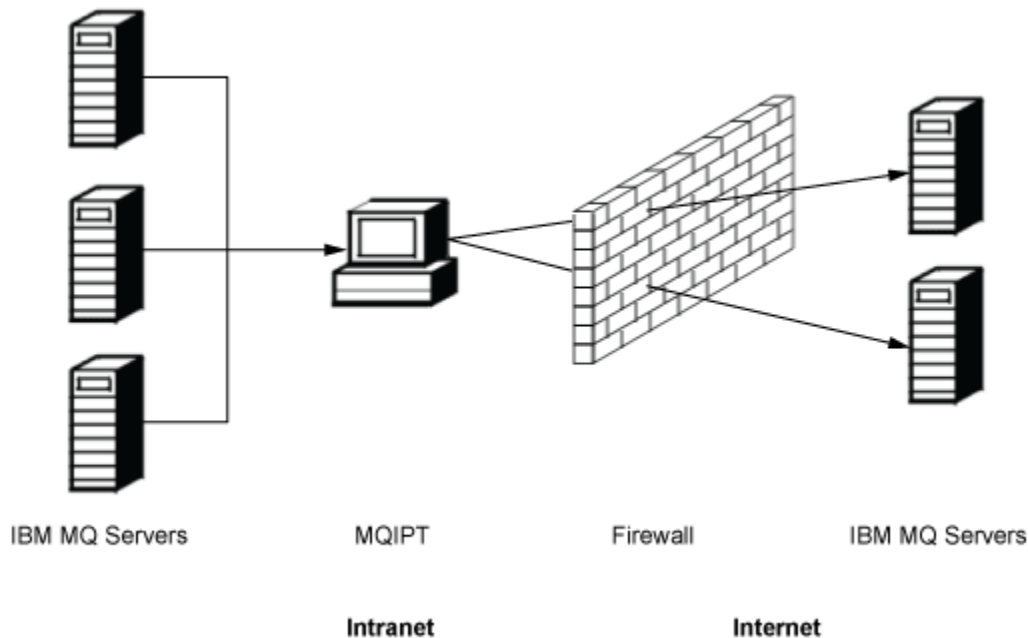 IBM MQ Servers
MQIPT
Firewall
IBM MQ Servers
Intranet
Internet